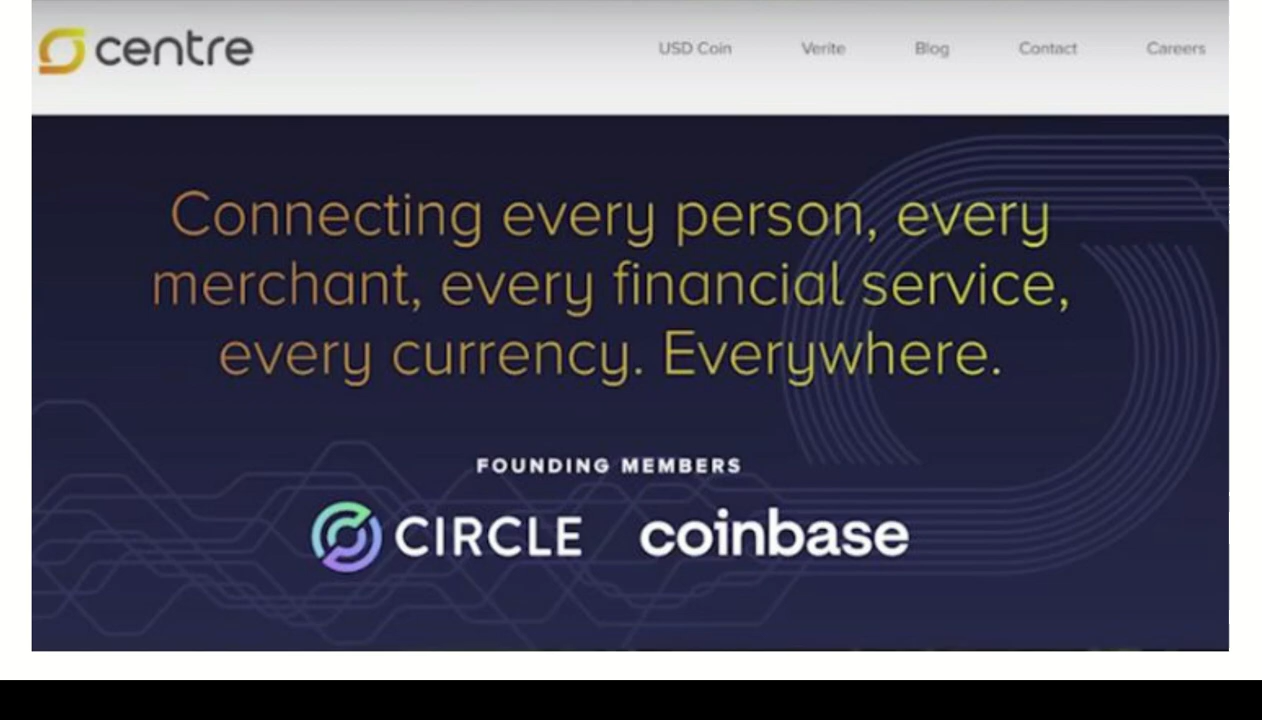 centre
USD Coin Verite Blog Contact Careers
Connecting every person, every
merchant, every financial service,
every currency. Everywhere.
FOUNDING MEMBERS
CIRCLE coinbase